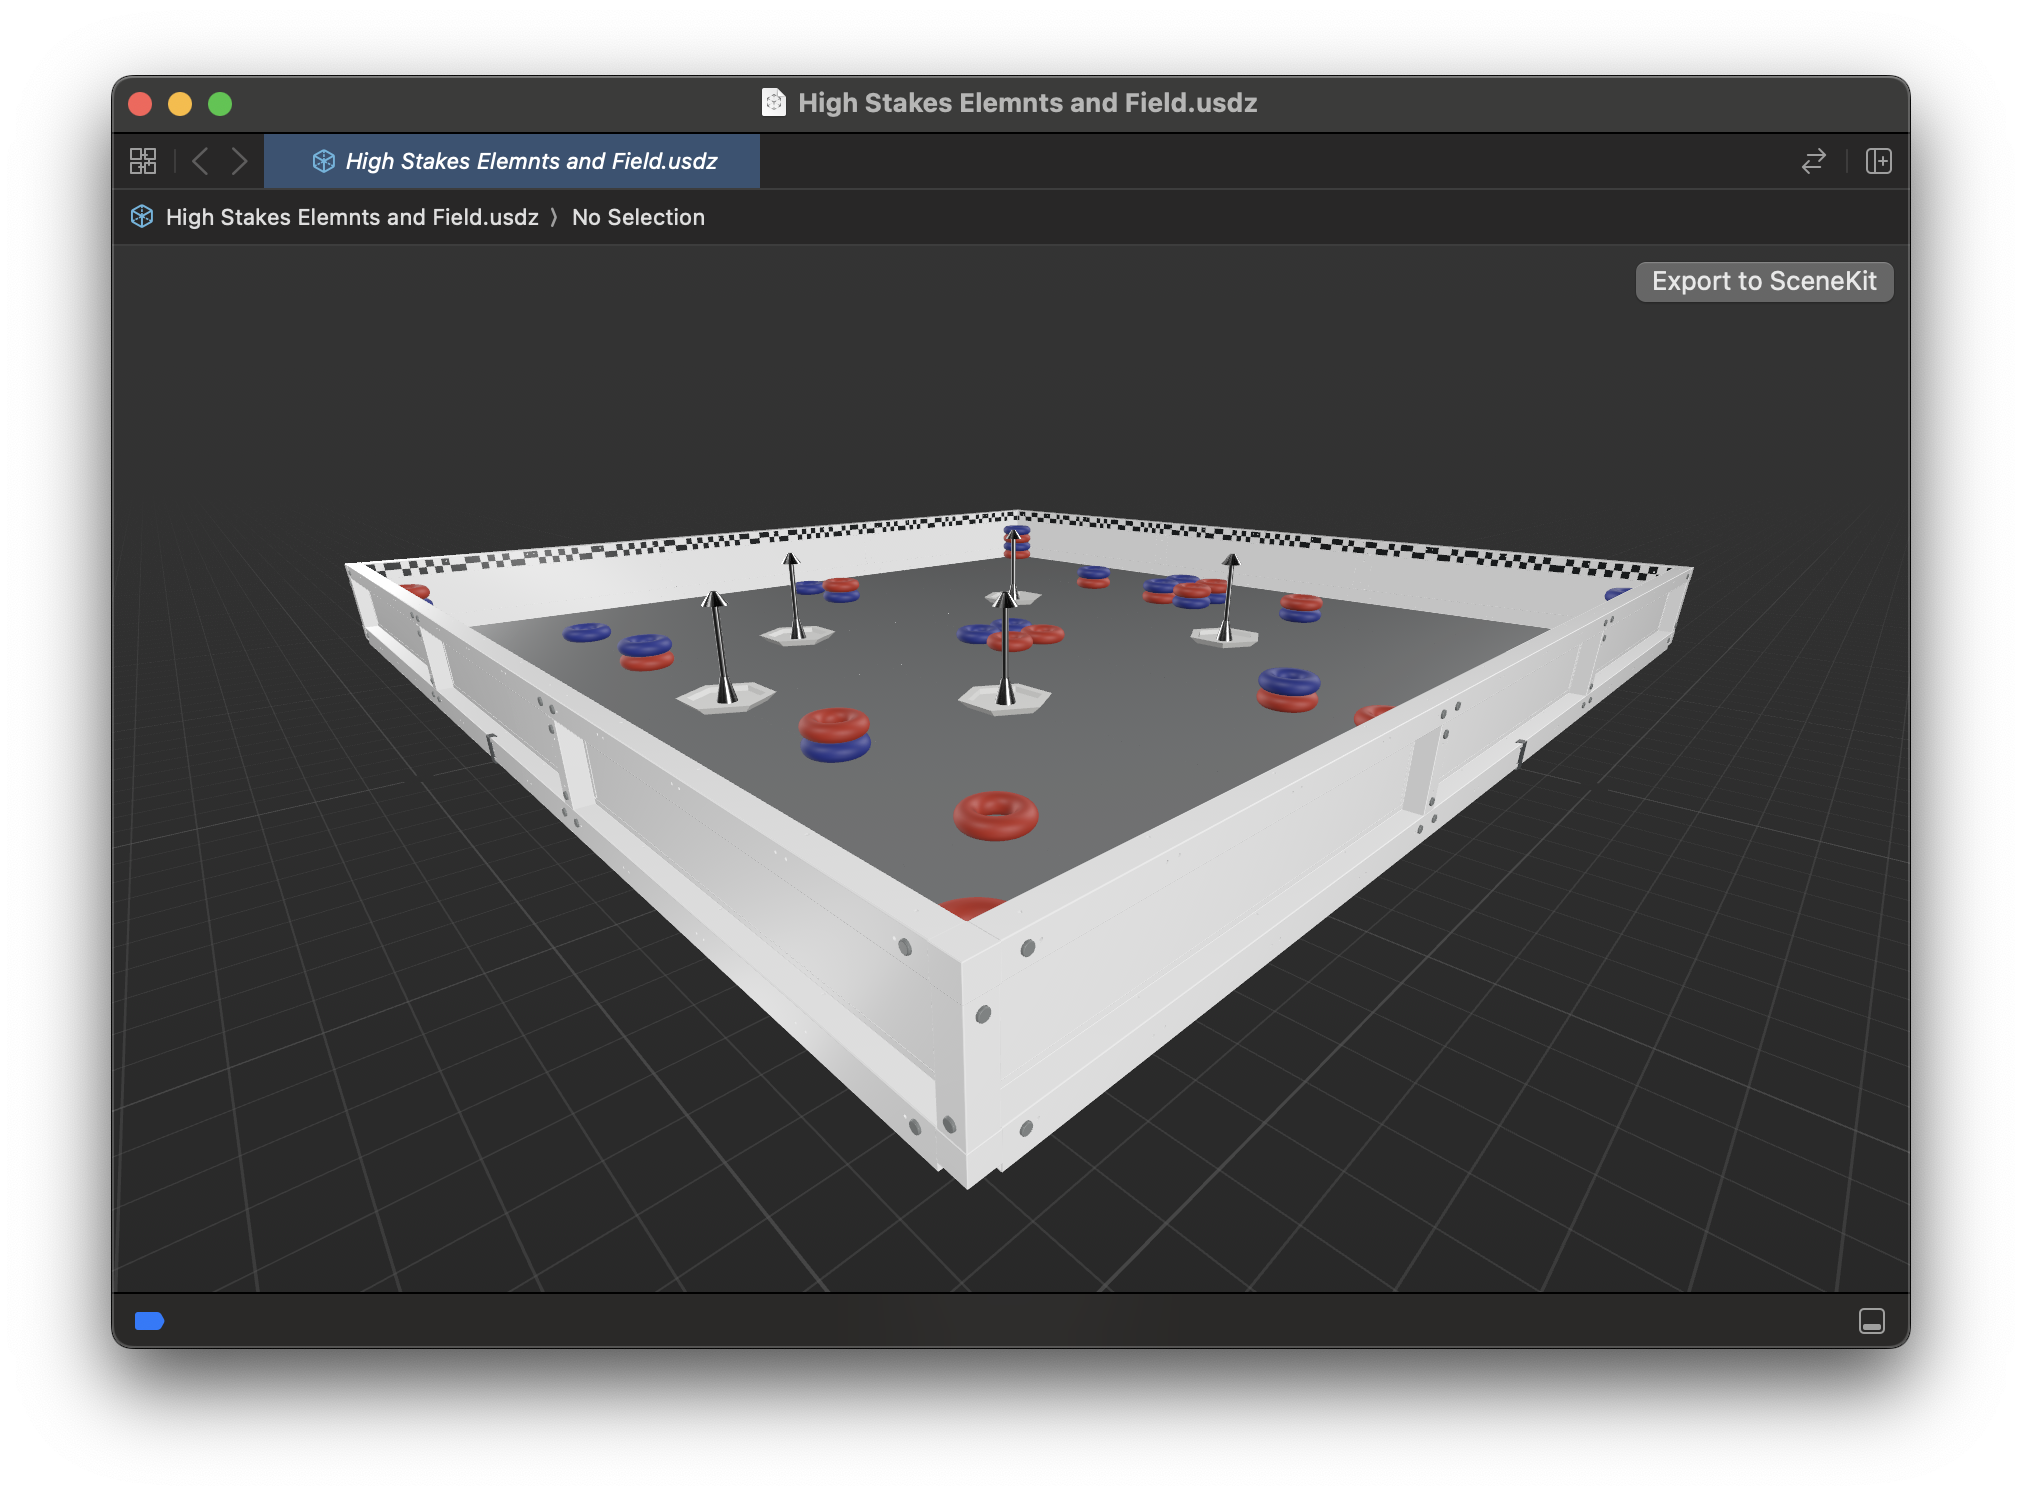 High Stakes Elemnts and Field.usdz
High Stakes Elemnts and Field.usdz
High Stakes Elemnts and Field.usdz ⟩ No Selection
Export to SceneKit